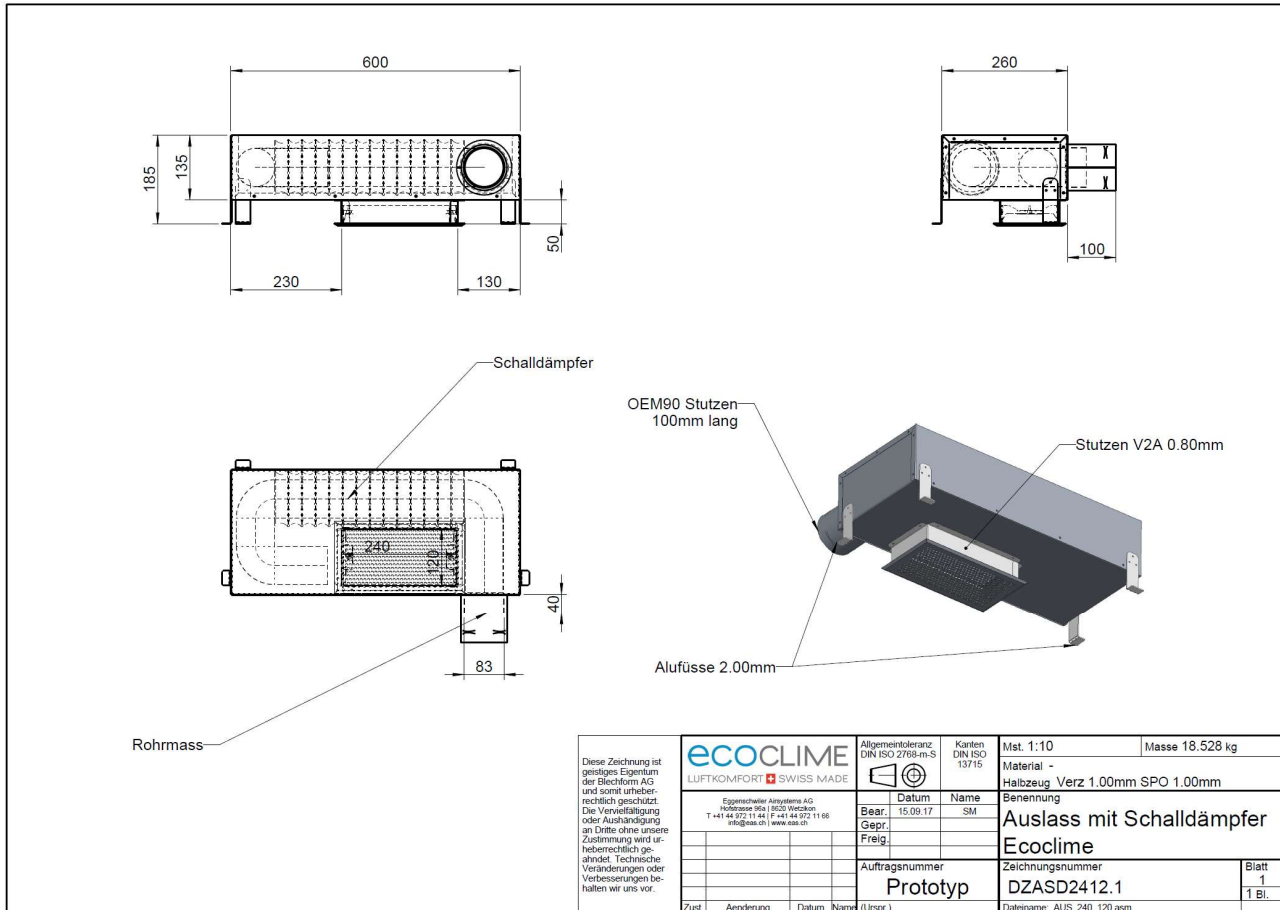 600
185
135
50
230
130
260
100
Schalldämpfer
240
120
40
83
Rohrmass
OEM90 Stutzen
100mm lang
Stutzen V2A 0.80mm
Alufüsse 2.00mm
Diese Zeichnung ist
geistiges Eigentum
der Blechform AG
und somit urheber-
rechtlich geschützt.
Die Vervielfältigung
oder Aushändigung
an Dritte ohne unsere
Zustimmung wird ur-
heberrechtlich ge-
ahndet. Technische
Veränderungen oder
Verbesserungen be-
halten wir uns vor.
ecoCLIME
LUFTKOMFORT SWISS MADE
Eggenschwiler Airsystems AG
Hofstrasse 96a | 8620 Wetzikon
T +41 44 972 11 44 | F +41 44 972 11 66
info@eas.ch | www.eas.ch
Zust. Aenderung Datum Name
Allgemeintoleranz
DIN ISO 2768-m-S
Kanten
DIN ISO
13715
Datum Name
Bear. 15.09.17 SM
Gepr.
Freig.
Auftragsnummer
Prototyp
(Urspr.)
Mst. 1:10 Masse 18.528 kg
Material -
Halbzeug Verz 1.00mm SPO 1.00mm
Benennung
Auslass mit Schalldämpfer
Ecoclime
Zeichnungsnummer
DZASD2412.1
Blatt
1
1 Bl.
Dateiname: AUS_240_120.asm